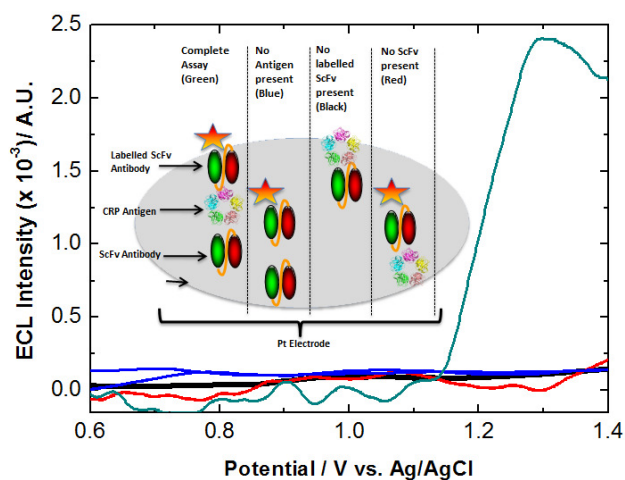 2.5
2.0
1.5
1.0
0.5
0.0
ECL Intensity (x 10⁻³)/ A.U.
Complete
Assay
(Green)
No
Antigen
present
(Blue)
No
labelled
ScFv
present
(Black)
No ScFv
present
(Red)
Labelled ScFv
Antibody
CRP Antigen
ScFv Antibody
Pt Electrode
0.6
0.8
1.0
1.2
1.4
Potential / V vs. Ag/AgCl